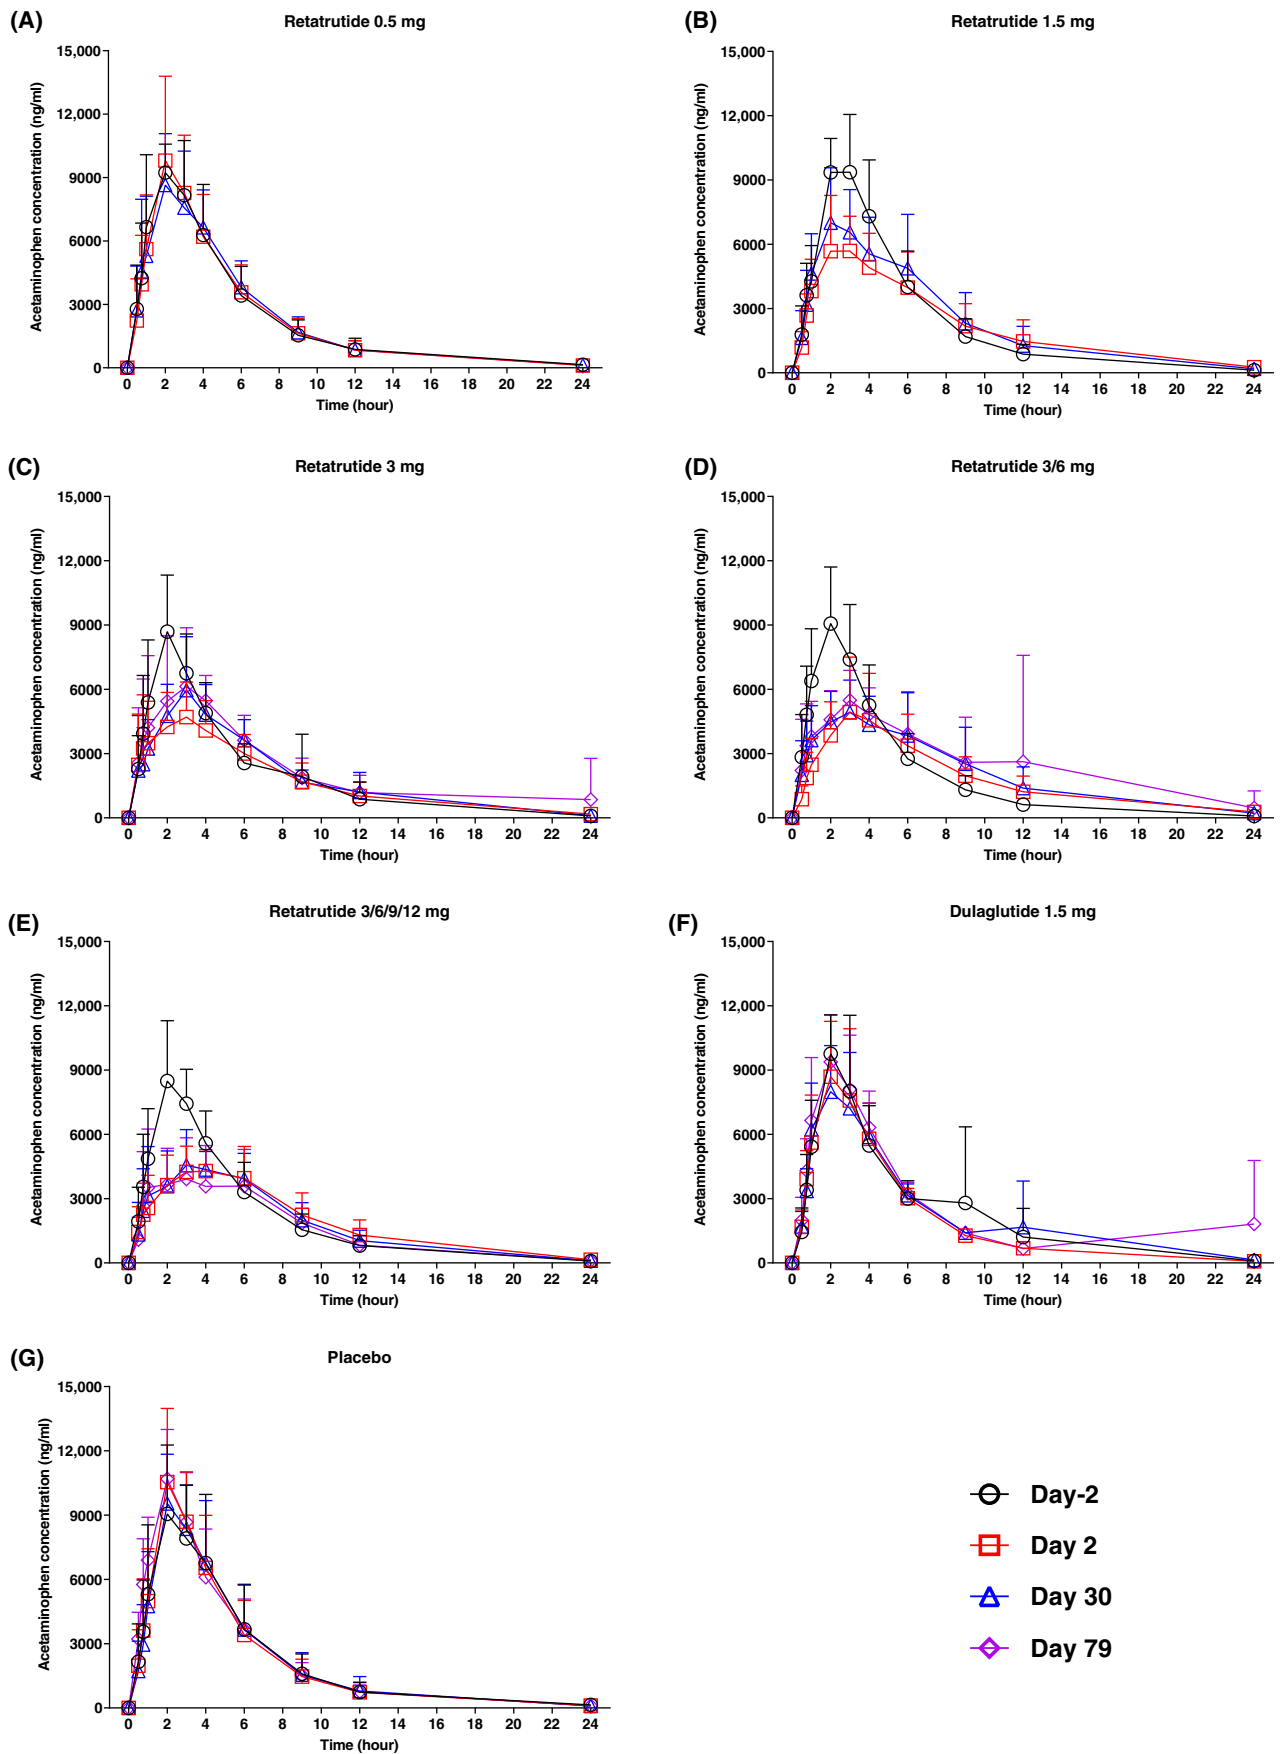 (A) Retatrutide 0.5 mg
Acetaminophen concentration (ng/ml)
15,000
12,000
9000
6000
3000
0
0 2 4 6 8 10 12 14 16 18 20 22 24
Time (hour)
(B) Retatrutide 1.5 mg
Acetaminophen concentration (ng/ml)
15,000
12,000
9000
6000
3000
0
0 2 4 6 8 10 12 14 16 18 20 22 24
Time (hour)
(C) Retatrutide 3 mg
Acetaminophen concentration (ng/ml)
15,000
12,000
9000
6000
3000
0
0 2 4 6 8 10 12 14 16 18 20 22 24
Time (hour)
(D) Retatrutide 3/6 mg
Acetaminophen concentration (ng/ml)
15,000
12,000
9000
6000
3000
0
0 2 4 6 8 10 12 14 16 18 20 22 24
Time (hour)
(E) Retatrutide 3/6/9/12 mg
Acetaminophen concentration (ng/ml)
15,000
12,000
9000
6000
3000
0
0 2 4 6 8 10 12 14 16 18 20 22 24
Time (hour)
(F) Dulaglutide 1.5 mg
Acetaminophen concentration (ng/ml)
15,000
12,000
9000
6000
3000
0
0 2 4 6 8 10 12 14 16 18 20 22 24
Time (hour)
(G) Placebo
Acetaminophen concentration (ng/ml)
15,000
12,000
9000
6000
3000
0
0 2 4 6 8 10 12 14 16 18 20 22 24
Time (hour)
Day-2
Day 2
Day 30
Day 79